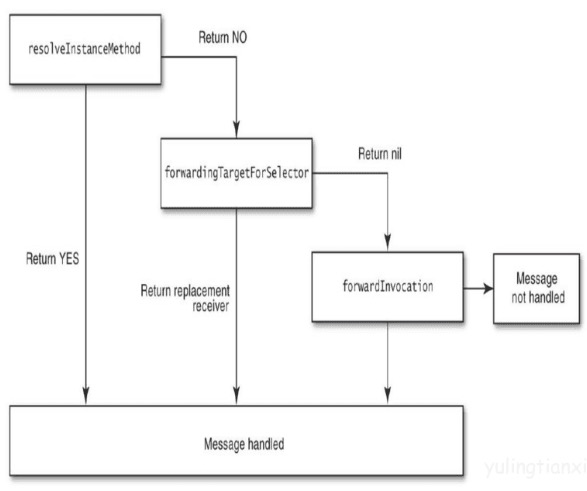 resolveInstanceMethod
Return NO
forwardingTargetForSelector
Return nil
Return YES
Return replacement
receiver
forwardInvocation
Message
not handled
Message handled
yulingtianxi